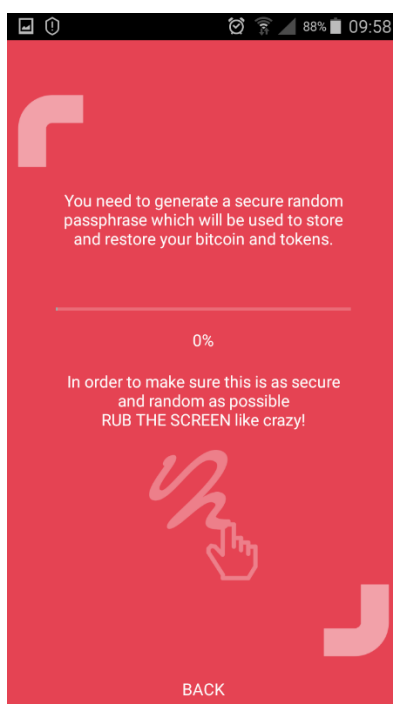 88% 09:58
You need to generate a secure random
passphrase which will be used to store
and restore your bitcoin and tokens.
0%
In order to make sure this is as secure
and random as possible
RUB THE SCREEN like crazy!
BACK